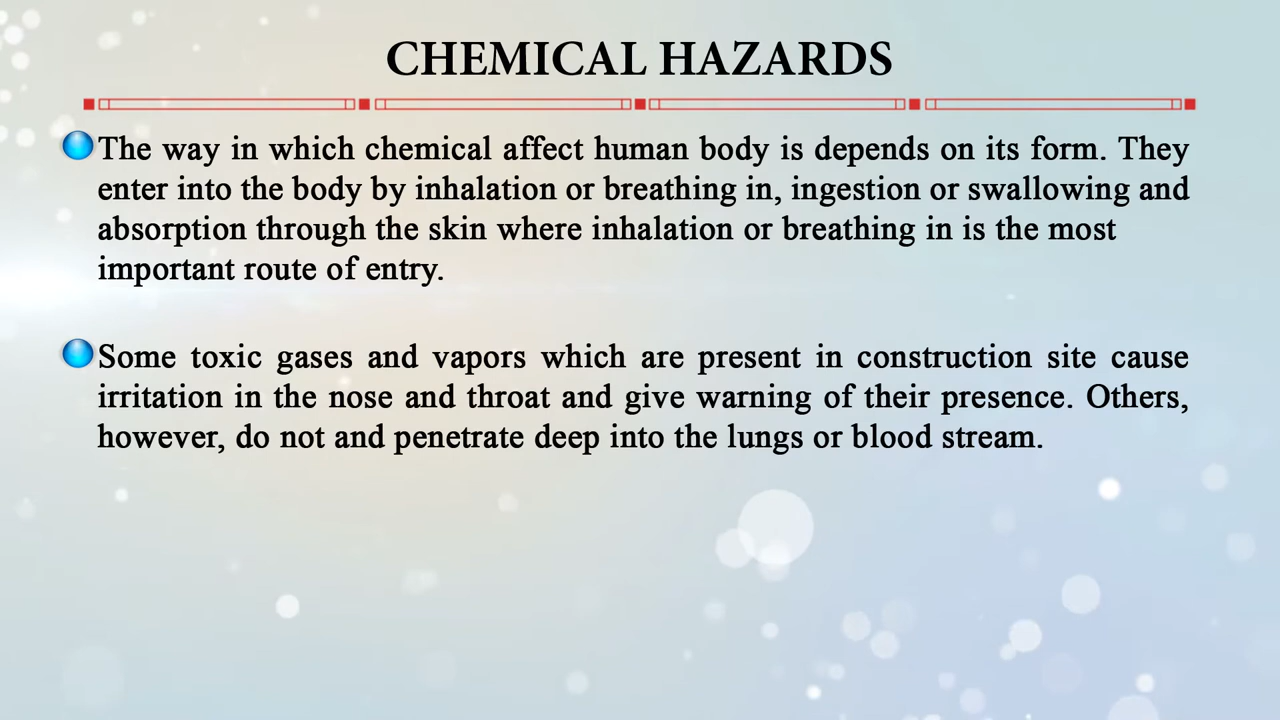 CHEMICAL HAZARDS
The way in which chemical affect human body is depends on its form. They
enter into the body by inhalation or breathing in, ingestion or swallowing and
absorption through the skin where inhalation or breathing in is the most
important route of entry.
Some toxic gases and vapors which are present in construction site cause
irritation in the nose and throat and give warning of their presence. Others,
however, do not and penetrate deep into the lungs or blood stream.